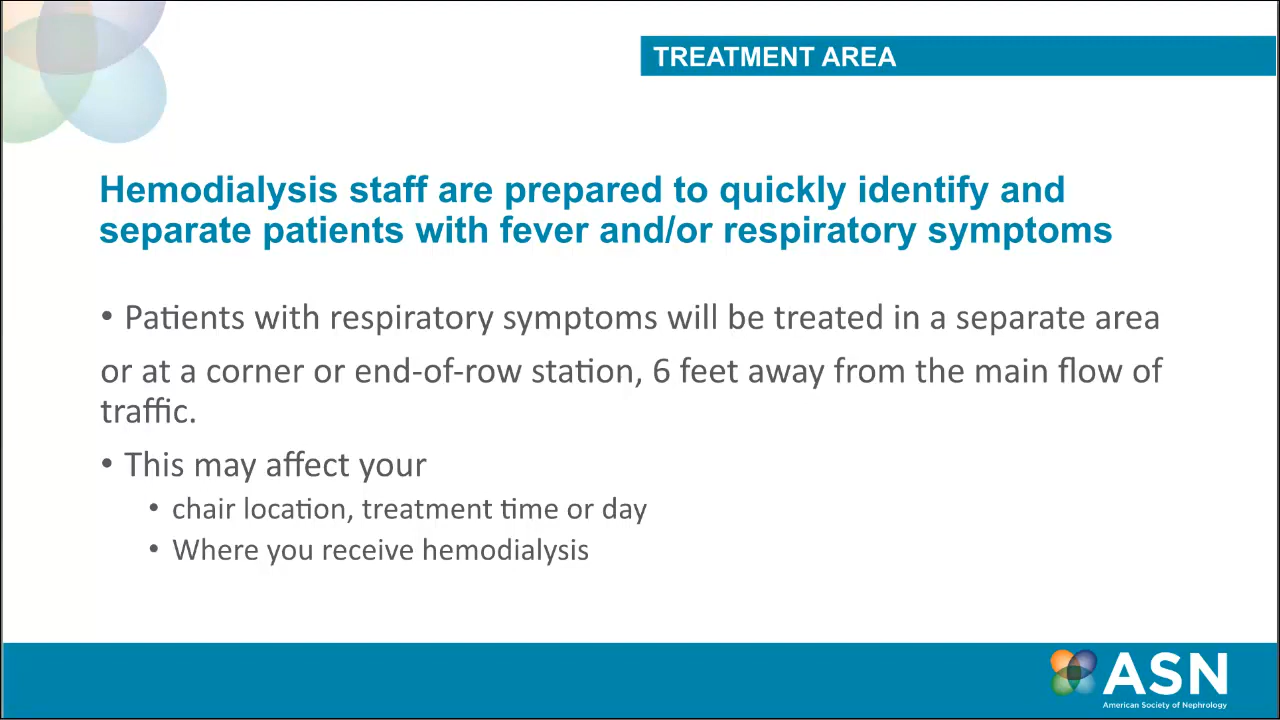 TREATMENT AREA
Hemodialysis staff are prepared to quickly identify and
separate patients with fever and/or respiratory symptoms
• Patients with respiratory symptoms will be treated in a separate area
or at a corner or end-of-row station, 6 feet away from the main flow of
traffic.
• This may affect your
• chair location, treatment time or day
• Where you receive hemodialysis
ASN
American Society of Nephrology